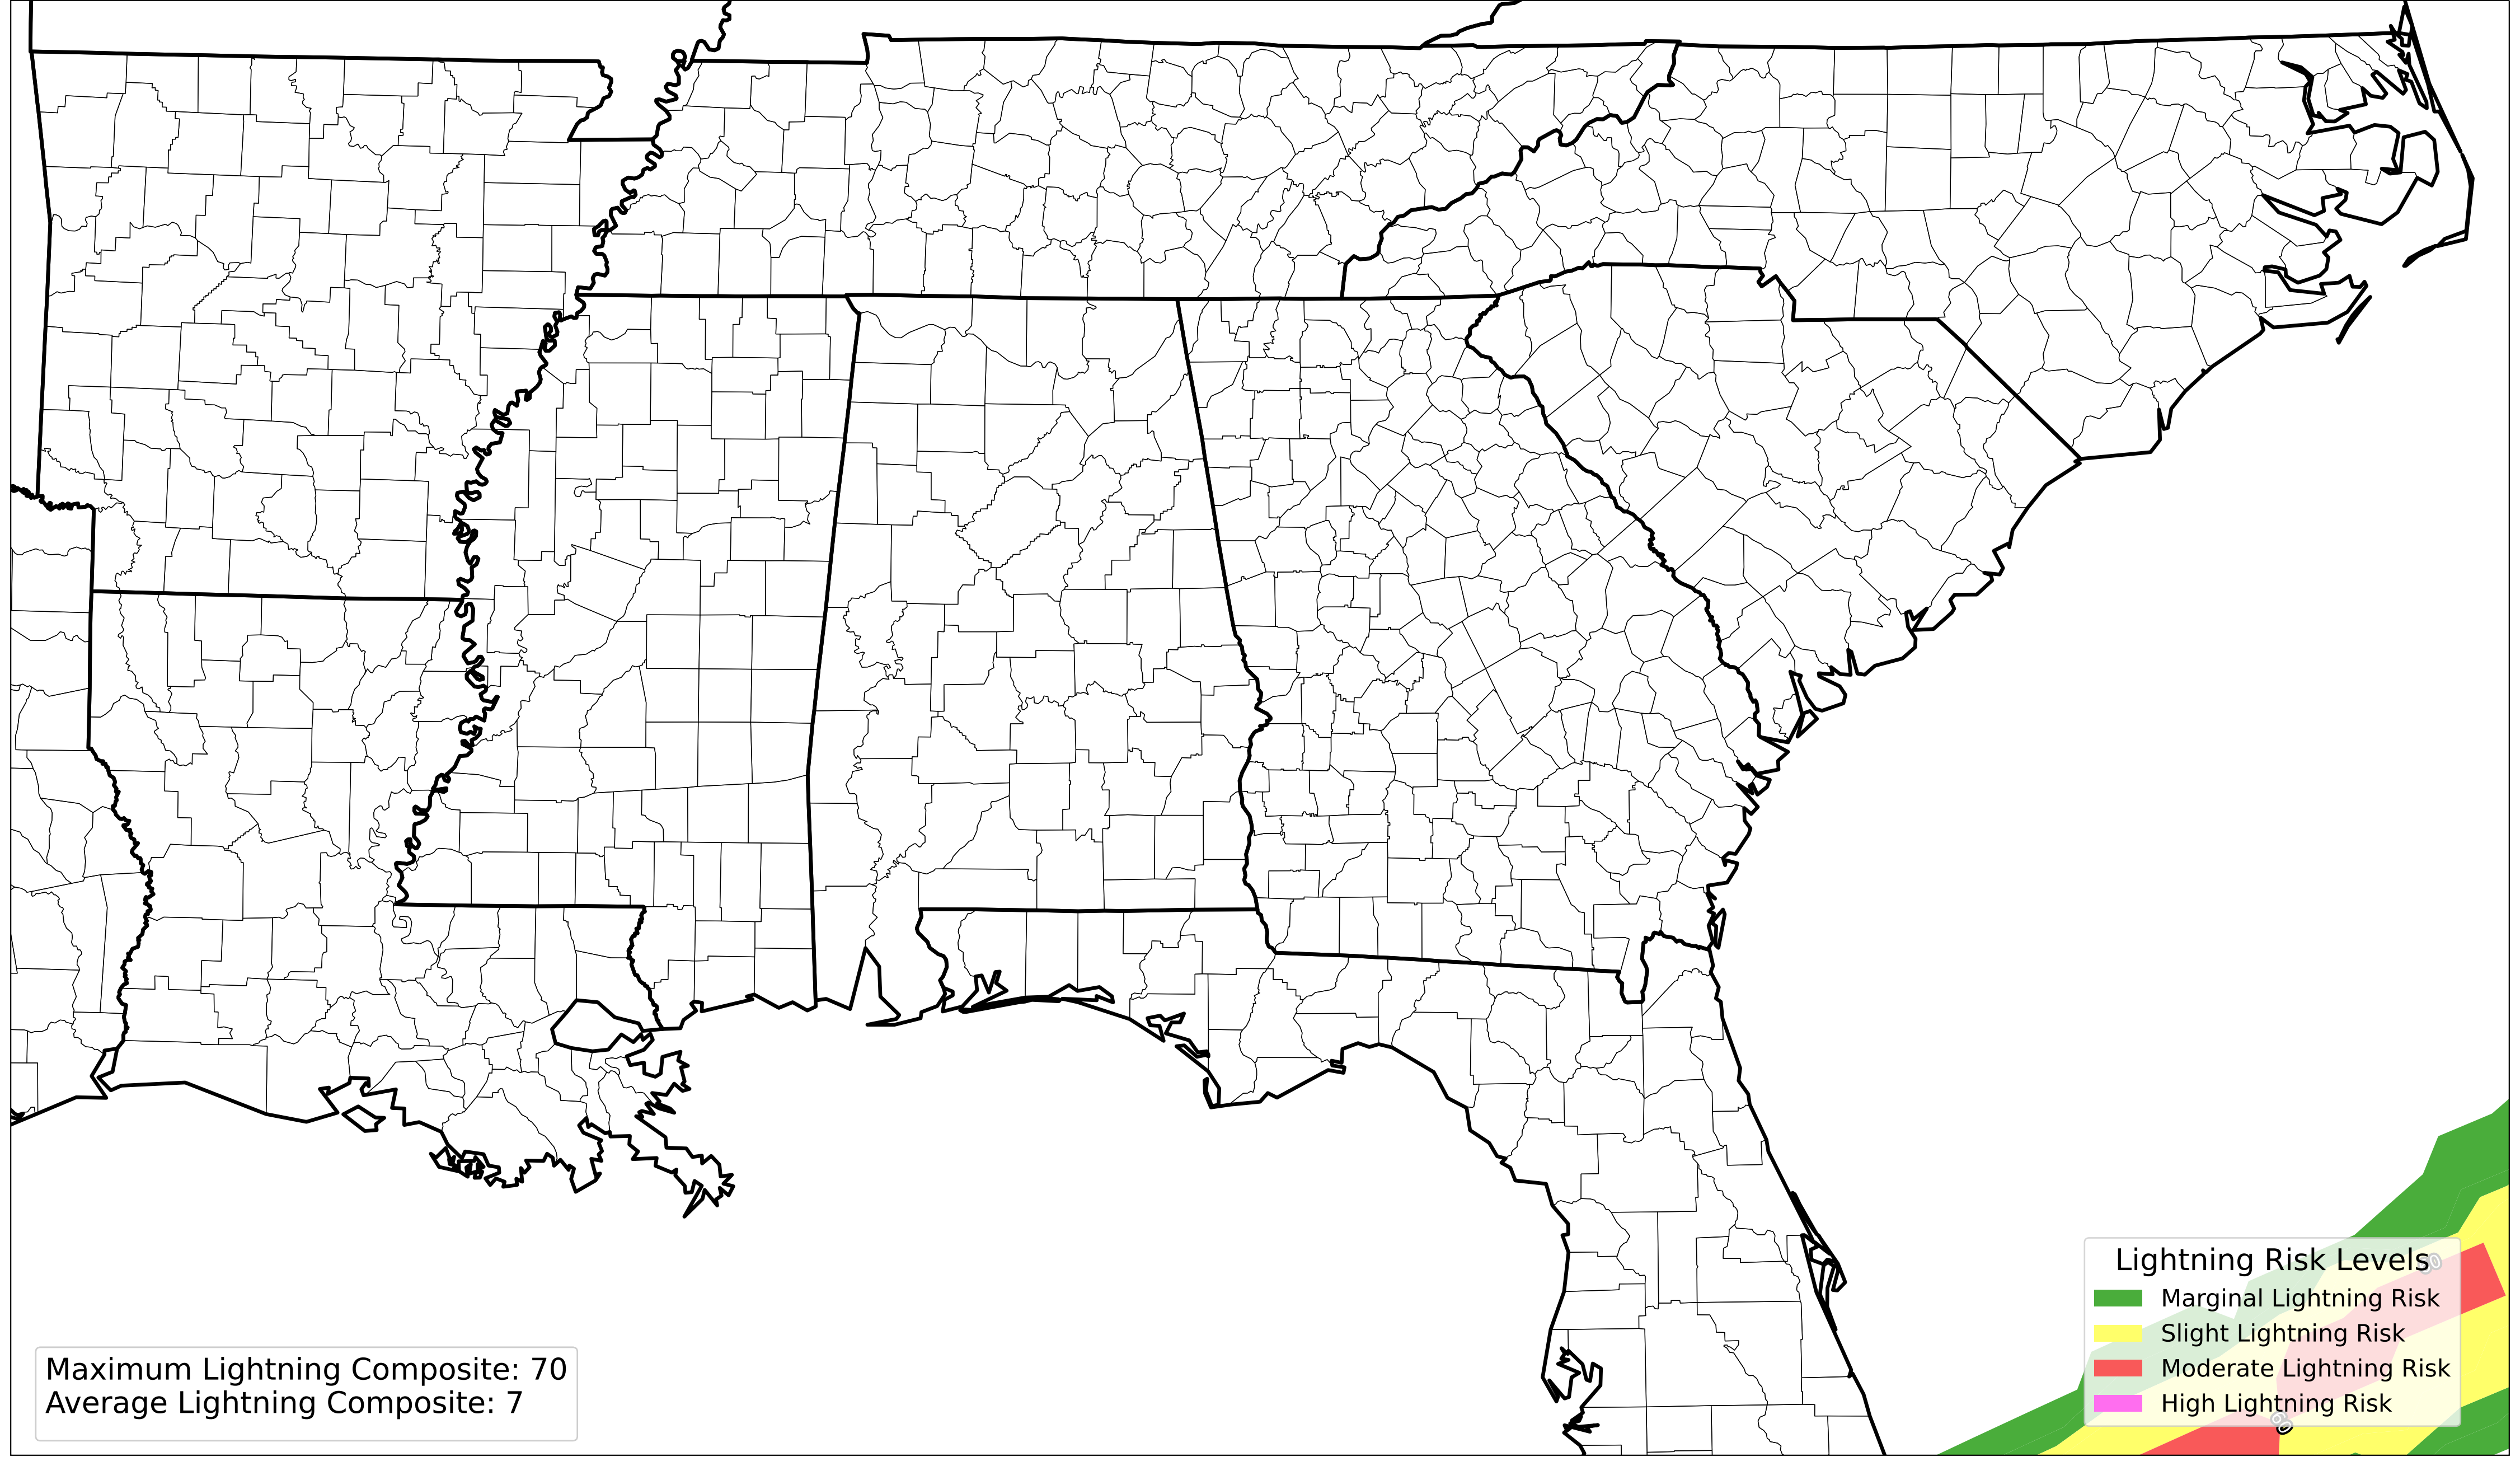 Maximum Lightning Composite: 70
Average Lightning Composite: 7
Lightning Risk Levels
Marginal Lightning Risk
Slight Lightning Risk
Moderate Lightning Risk
High Lightning Risk